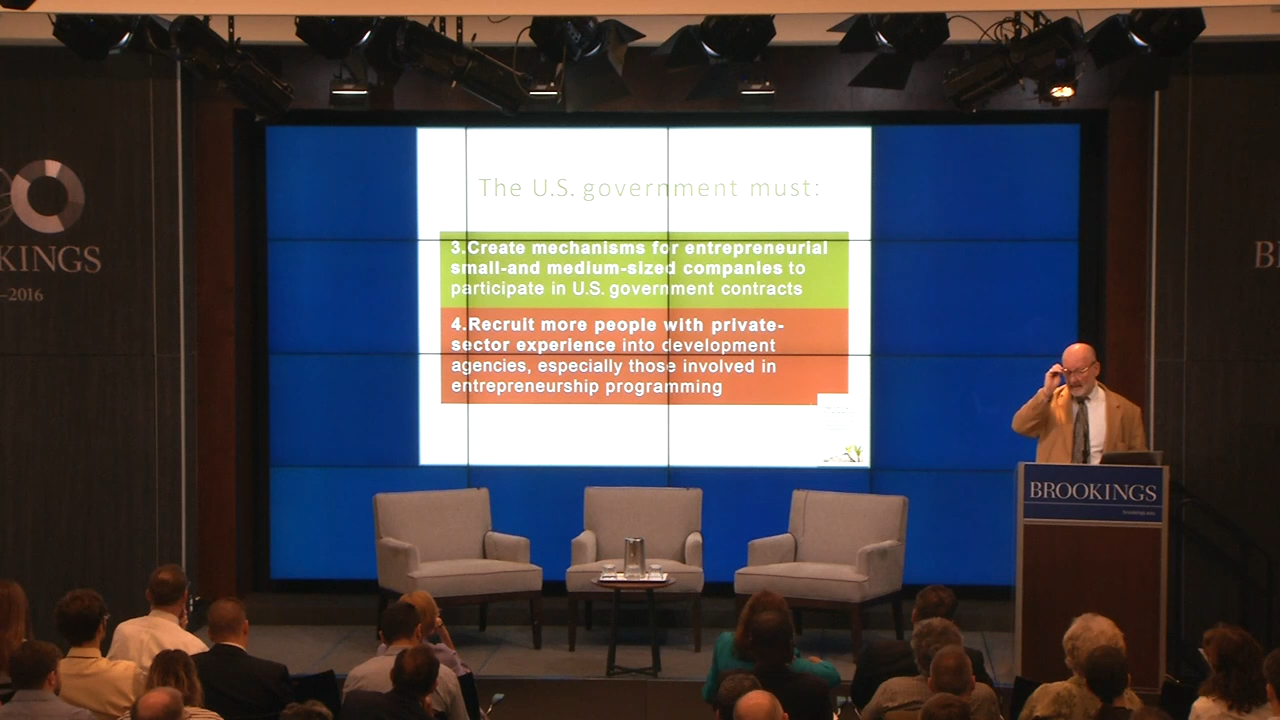 The U.S. government must:
3.Create mechanisms for entrepreneurial
small-and medium-sized companies to
participate in U.S. government contracts
4.Recruit more people with private-
sector experience into development
agencies, especially those involved in
entrepreneurship programming
KINGS
–2016
B
BROOKINGS